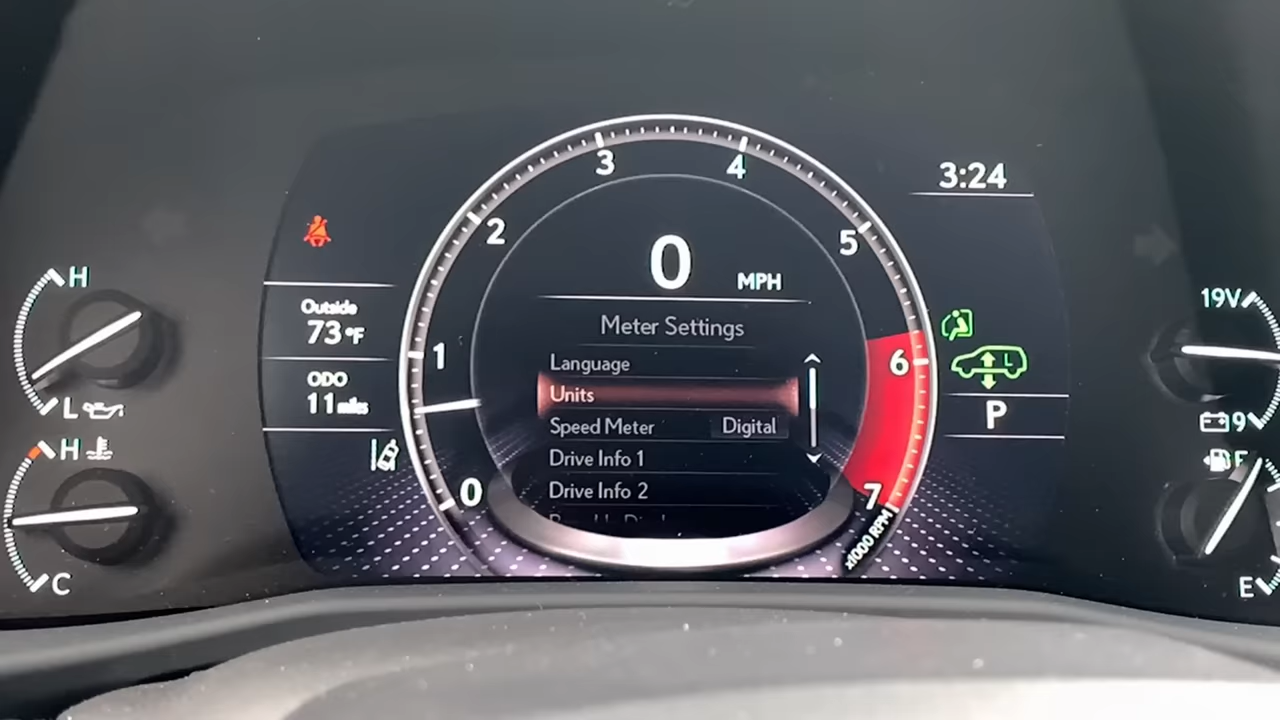 3
4
3:24
2
5
0 MPH
H
Outside
73°F
19V
Meter Settings
1
Language
6
L
Units
ODO
11 miles
L
Speed Meter Digital
P
9
H
Drive Info 1
F
0
Drive Info 2
7
x1000 RPM
C
E